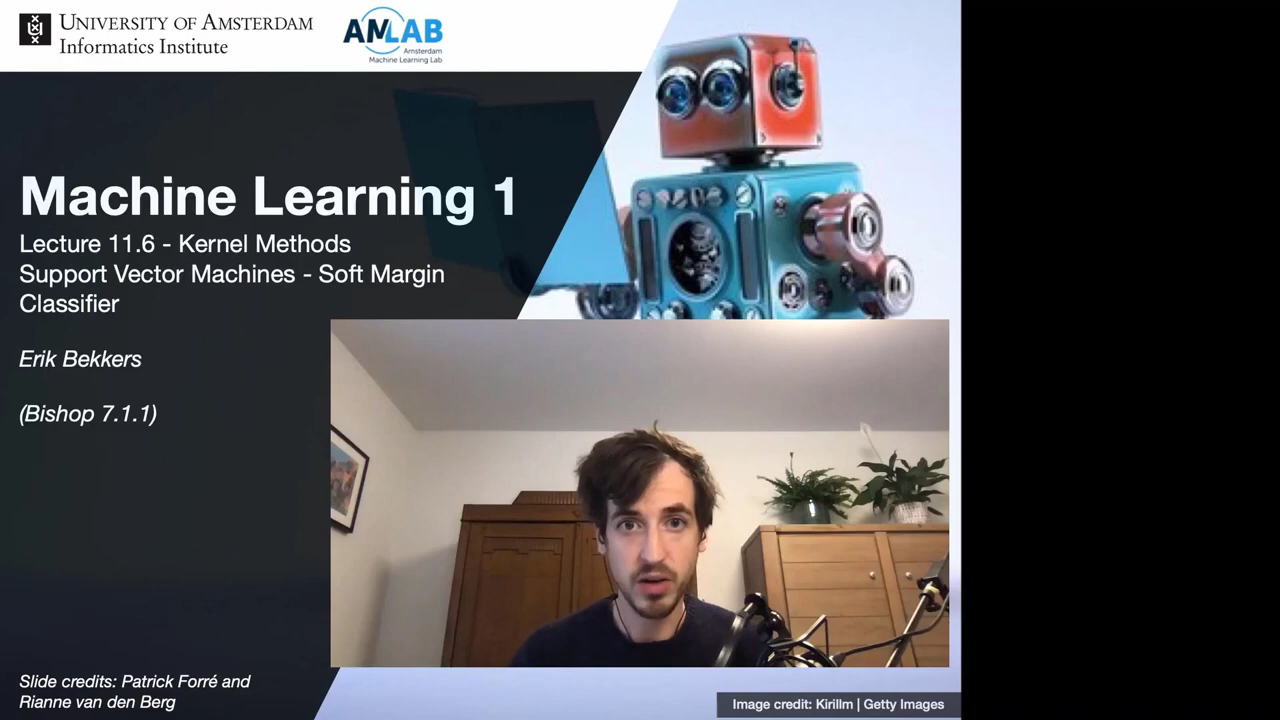 UNIVERSITY OF AMSTERDAM
Informatics Institute
AMLAB
Amsterdam
Machine Learning Lab
Machine Learning 1
Lecture 11.6 - Kernel Methods
Support Vector Machines - Soft Margin
Classifier
Erik Bekkers
(Bishop 7.1.1)
Slide credits: Patrick Forré and
Rianne van den Berg
Image credit: Kirillm | Getty Images